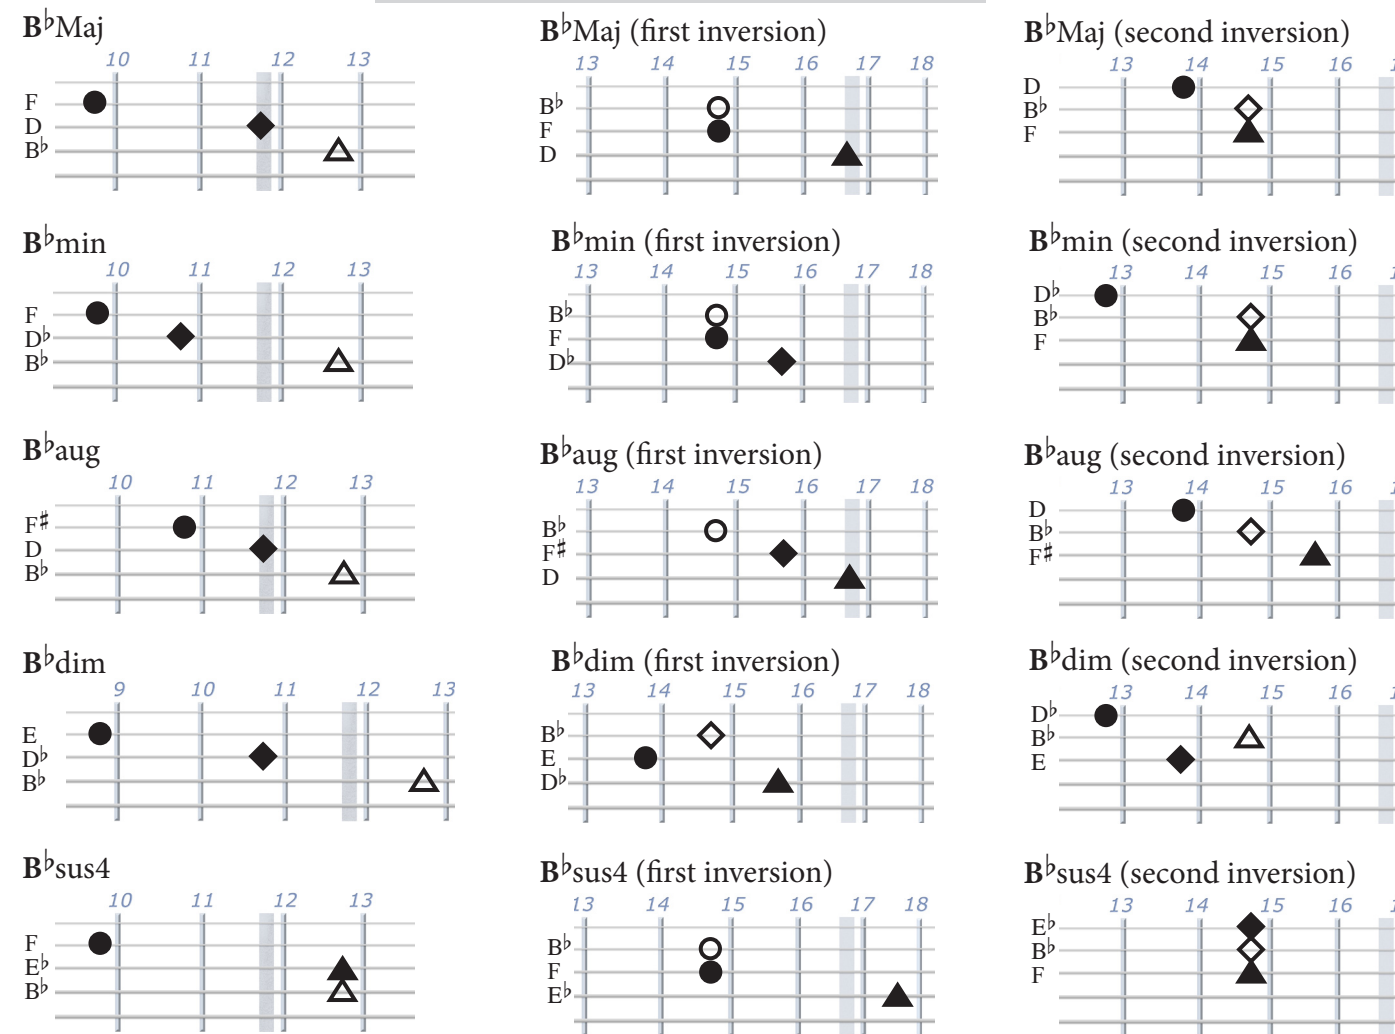 B♭Maj
10 11 12 13
F
D
B♭
B♭Maj (first inversion)
13 14 15 16 17 18
B♭
F
D
B♭Maj (second inversion)
13 14 15 16
D
B♭
F
B♭min
10 11 12 13
F
D♭
B♭
B♭min (first inversion)
13 14 15 16 17 18
B♭
F
D♭
B♭min (second inversion)
13 14 15 16
D♭
B♭
F
B♭aug
10 11 12 13
F♯
D
B♭
B♭aug (first inversion)
13 14 15 16 17 18
B♭
F♯
D
B♭aug (second inversion)
13 14 15 16
D
B♭
F♯
B♭dim
9 10 11 12 13
E
D♭
B♭
B♭dim (first inversion)
13 14 15 16 17 18
B♭
E
D♭
B♭dim (second inversion)
13 14 15 16
D♭
B♭
E
B♭sus4
10 11 12 13
F
E♭
B♭
B♭sus4 (first inversion)
13 14 15 16 17 18
B♭
F
E♭
B♭sus4 (second inversion)
13 14 15 16
E♭
B♭
F